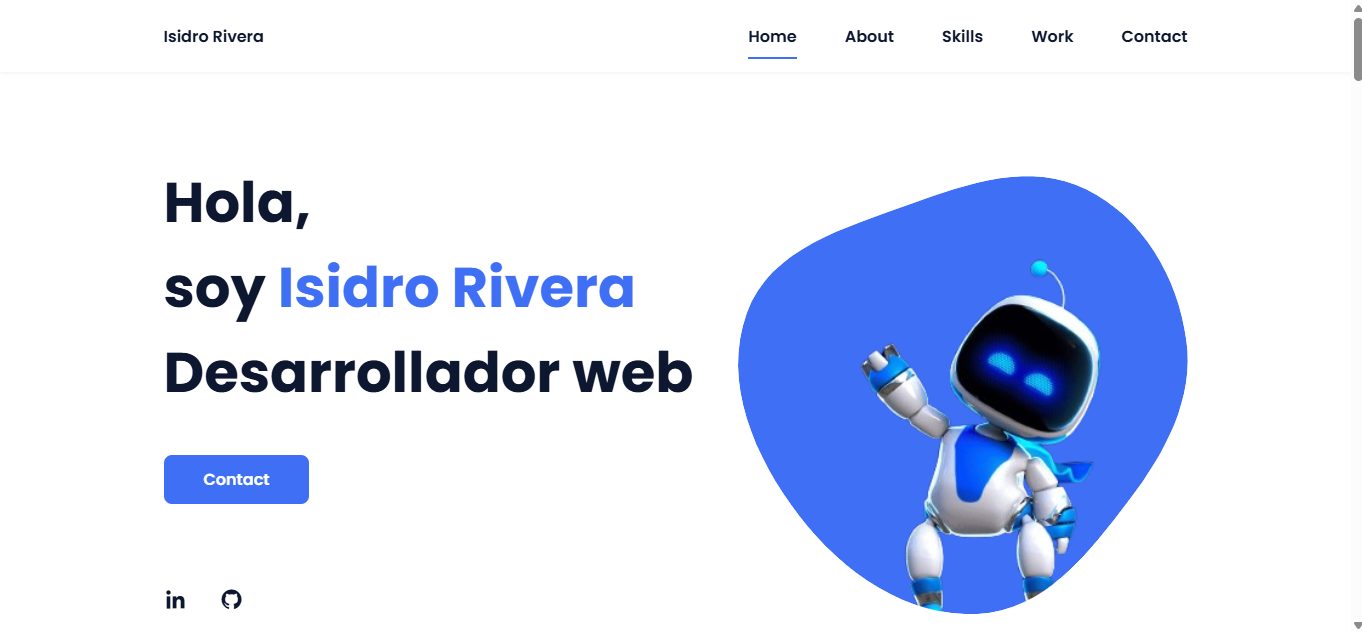 Isidro Rivera
Home About Skills Work Contact
Hola,
soy Isidro Rivera
Desarrollador web
Contact
in